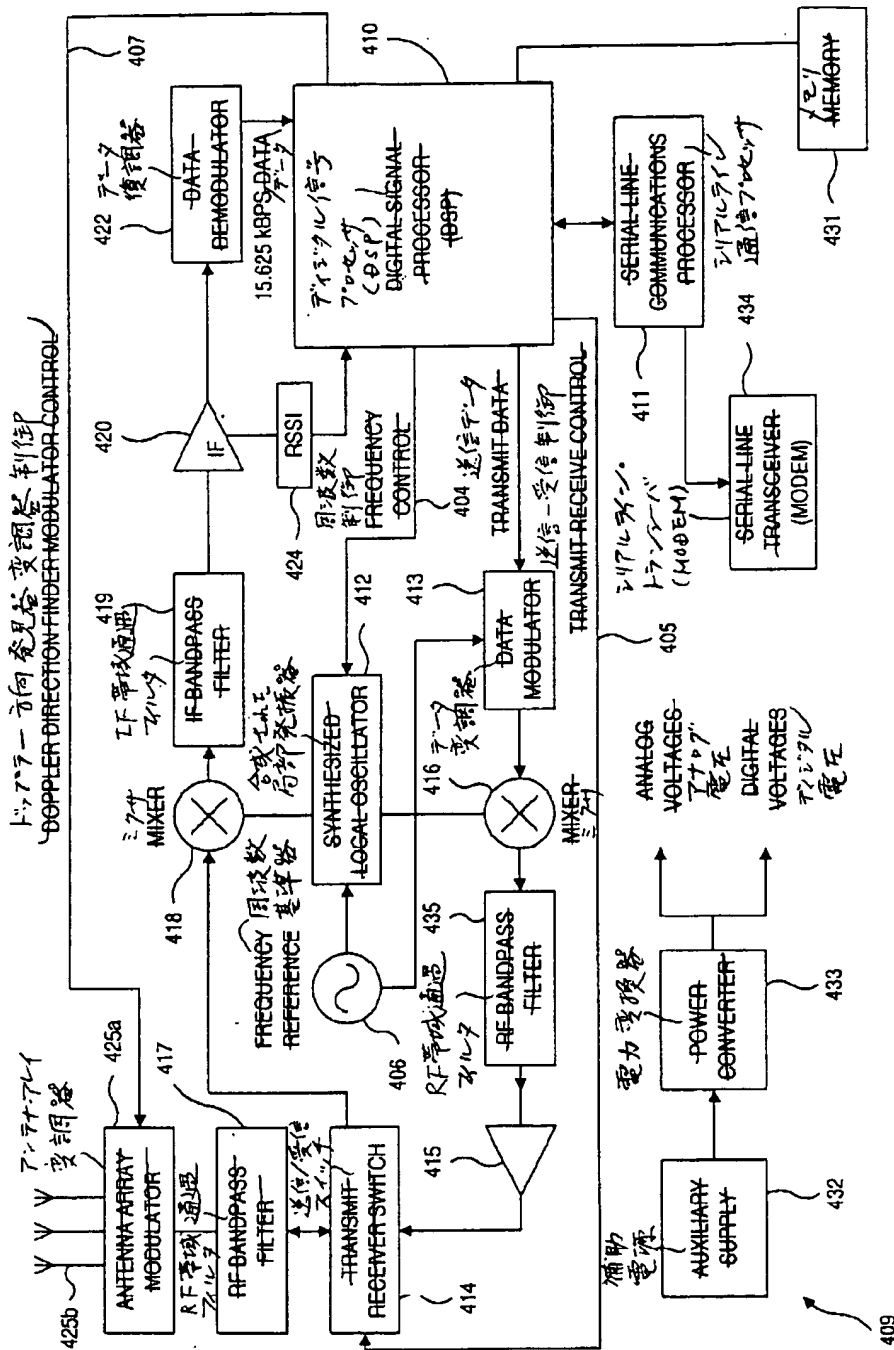 ドップラー方向発見器変調器制御
DOPPLER DIRECTION FINDER MODULATOR CONTROL
407
アンテナ・アレイ
変調器
425a
ANTENNA ARRAY
MODULATOR
425b
417
RF帯域通過
フィルタ
RF BANDPASS
FILTER
送信/受信
スイッチ
TRANSMIT
RECEIVER SWITCH
414
ミクサ
MIXER
418
419
IF帯域通過
フィルタ
IF BANDPASS
FILTER
420
IF
422
データ
復調器
DATA
DEMODULATOR
15.625 kBPS DATA
データ
RSSI
424
周波数
制御
FREQUENCY
CONTROL
404
ディジタル信号
プロセッサ
(DSP)
DIGITAL SIGNAL
PROCESSOR
(DSP)
410
周波数
基準器
FREQUENCY
REFERENCE
406
合成された
局部発振器
SYNTHESIZED
LOCAL OSCILLATOR
412
送信データ
TRANSMIT DATA
413
データ
変調器
DATA
MODULATOR
送信-受信制御
TRANSMIT RECEIVE CONTROL
405
416
MIXER
ミクサ
435
RF帯域通過
フィルタ
RF BANDPASS
FILTER
415
SERIAL LINE
COMMUNICATIONS
PROCESSOR
シリアルライン
通信プロセッサ
411
434
シリアルライン・
トランシーバ
(MODEM)
SERIAL LINE
TRANSCEIVER
(MODEM)
メモリ
MEMORY
431
補助
電源
AUXILIARY
SUPPLY
432
電力変換器
POWER
CONVERTER
433
ANALOG
VOLTAGES
アナログ
電圧
DIGITAL
VOLTAGES
ディジタル
電圧
409